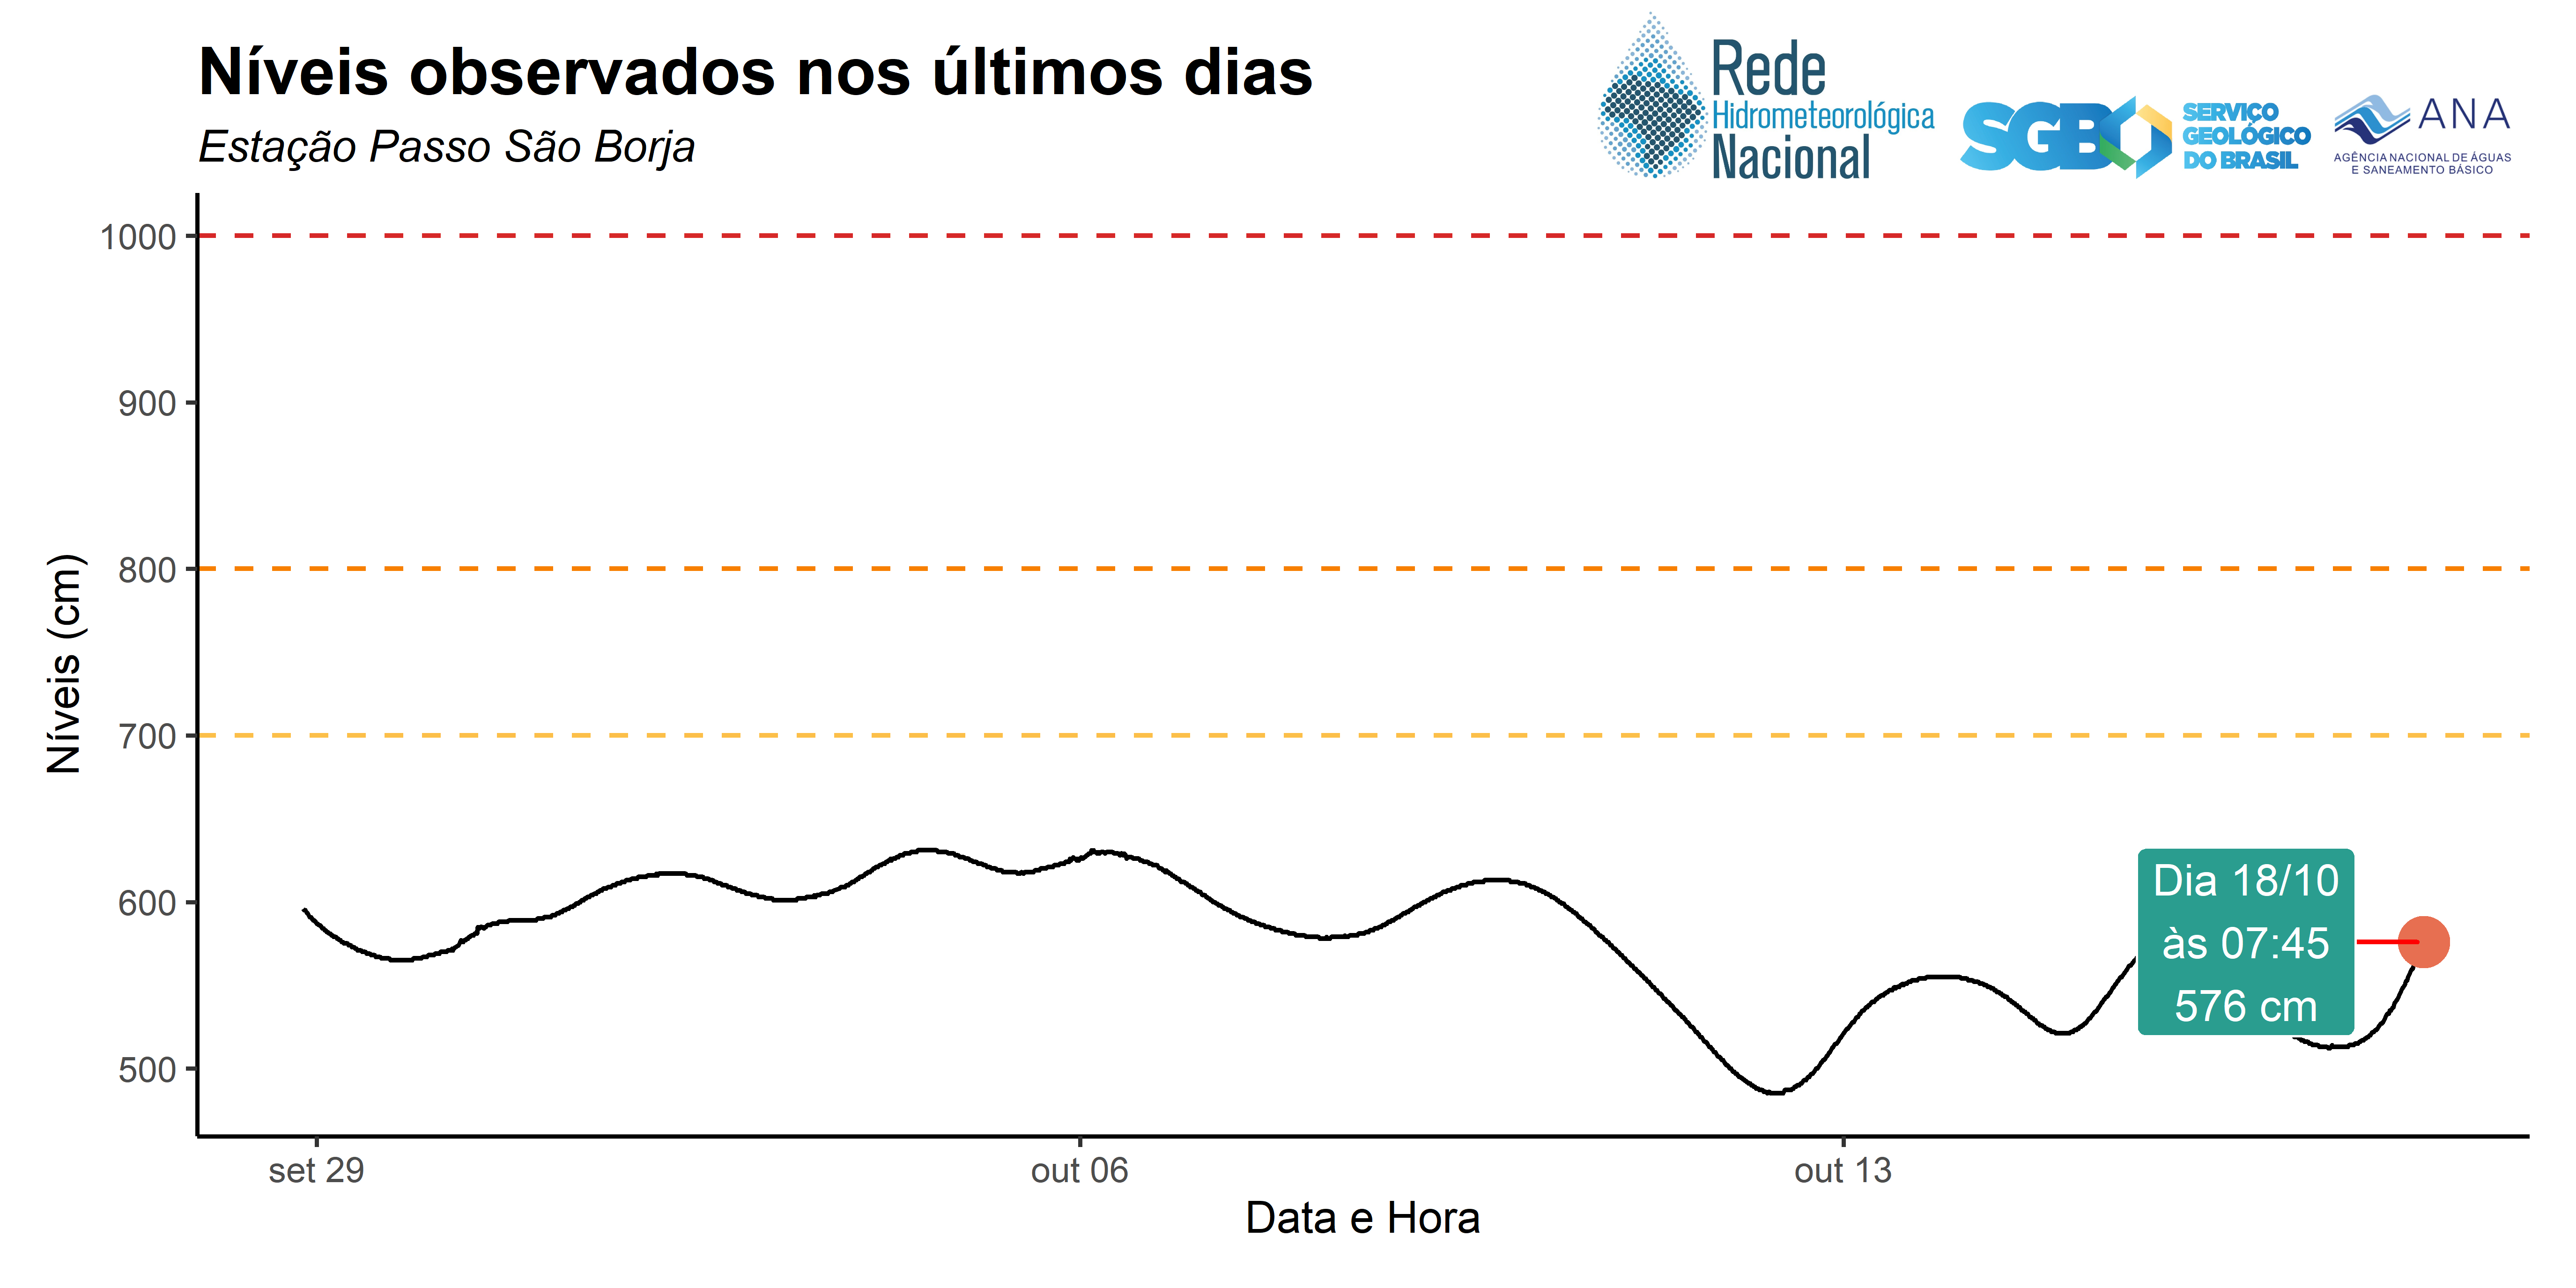 Níveis observados nos últimos dias
Estação Passo São Borja
Rede
Hidrometeorológica
Nacional
SGB
SERVIÇO
GEOLÓGICO
DO BRASIL
ANA
AGÊNCIA NACIONAL DE ÁGUAS
E SANEAMENTO BÁSICO
Níveis (cm)
1000
900
800
700
600
500
Dia 18/10
às 07:45
576 cm
set 29
out 06
out 13
Data e Hora